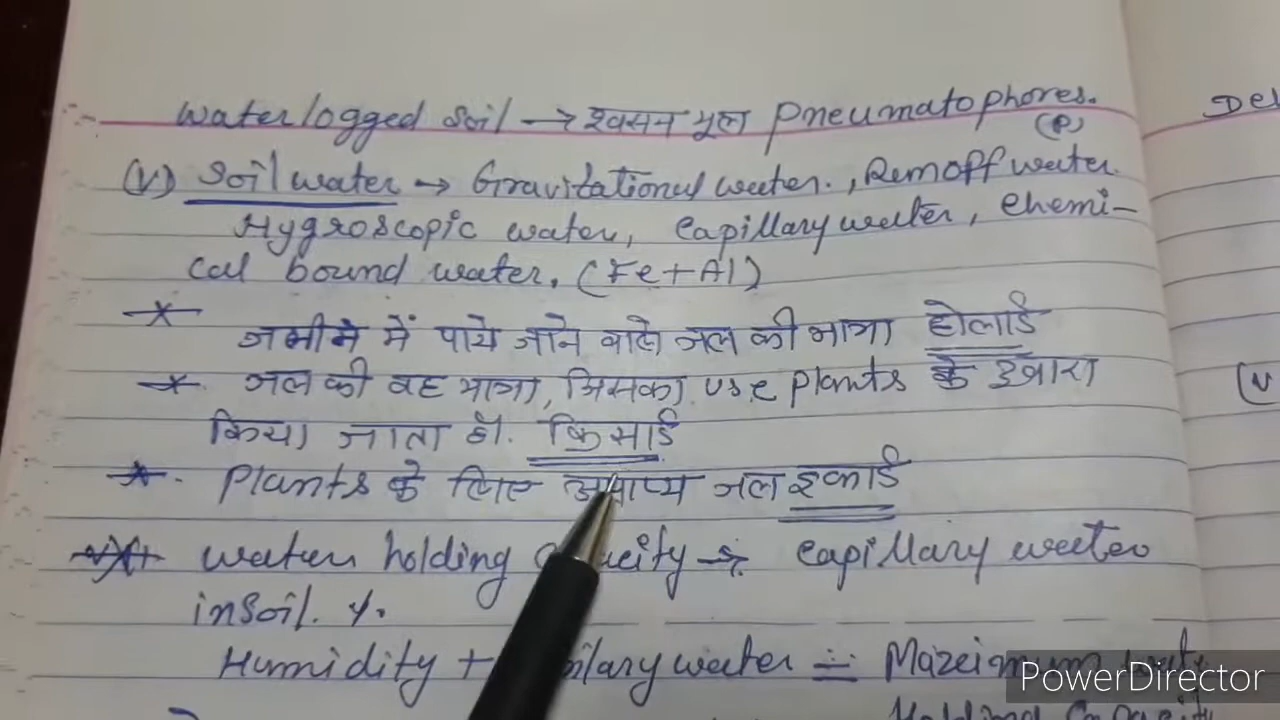 waterlogged soil → श्वसन मूल Pneumatophores.
(P)
(V) Soil water → Gravitational water., Runoff water.
Hygroscopic water, Capillary water, Chemi-
cal bound water. (Fe+Al)
* जमीन में पाये जाने वाले जल की मात्रा होलार्ड
* जल की वह मात्रा, जिसका use plants के द्वारा
किया जाता है. क्रिसार्ड
* Plants के लिए अप्राप्य जल इकार्ड
water holding → Capillary water
in Soil %.
Humidity + water = Holding Capacity
Del
(V
PowerDirector